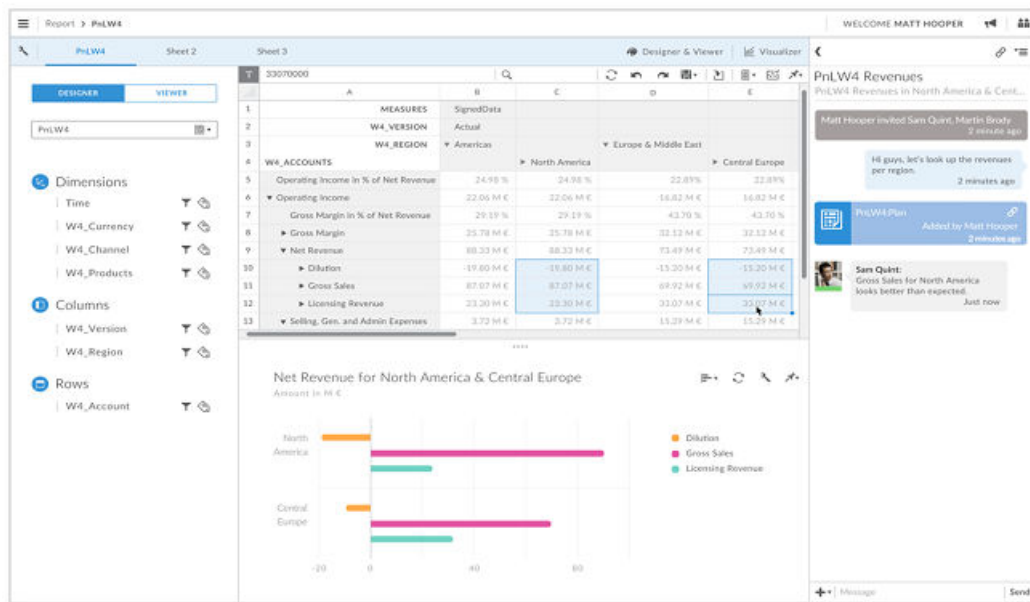 Report > PnLW4
WELCOME MATT HOOPER
PnLW4
Sheet 2
Sheet 3
Designer & Viewer
Visualizer
DESIGNER
VIEWER
PnLW4
Dimensions
Time
W4_Currency
W4_Channel
W4_Products
Columns
W4_Version
W4_Region
Rows
W4_Account
33070000
A B C D E
1 MEASURES SignedData
2 W4_VERSION Actual
3 W4_REGION Americas Europe & Middle East
4 W4_ACCOUNTS North America Central Europe
5 Operating Income in % of Net Revenue 24.98 % 24.98 % 22.89% 22.89%
6 Operating Income 22.06 M € 22.06 M € 16.82 M € 16.82 M €
7 Gross Margin in % of Net Revenue 29.19 % 29.19 % 43.70 % 43.70 %
8 Gross Margin 25.78 M € 25.78 M € 32.12 M € 32.12 M €
9 Net Revenue 88.33 M € 88.33 M € 73.49 M € 73.49 M €
10 Dilution -19.80 M € -19.80 M € -15.20 M € -15.20 M €
11 Gross Sales 87.07 M € 87.07 M € 69.92 M € 69.92 M €
12 Licensing Revenue 23.30 M € 23.30 M € 33.07 M € 33.07 M €
13 Selling, Gen. and Admin Expenses 3.72 M € 3.72 M € 15.29 M € 15.29 M €
Net Revenue for North America & Central Europe
Amount in M €
North
America
Central
Europe
Dilution
Gross Sales
Licensing Revenue
-20 0 40 80
PnLW4 Revenues
PnLW4 Revenues in North America & Cent...
Matt Hooper invited Sam Quint, Martin Brody
2 minute ago
Hi guys, let's look up the revenues
per region.
2 minutes ago
PnLW4:Plan
Added by Matt Hooper
2 minutes ago
Sam Quint:
Gross Sales for North America
looks better than expected.
Just now
Message
Send